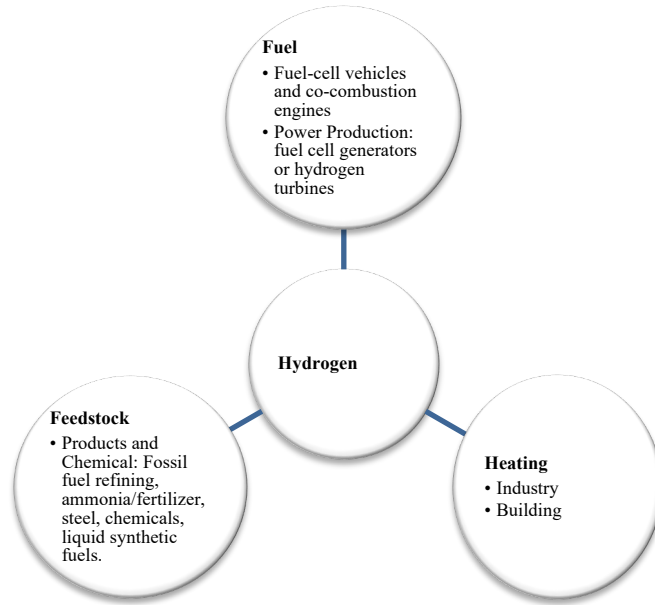 Fuel
• Fuel-cell vehicles
and co-combustion
engines
• Power Production:
fuel cell generators
or hydrogen
turbines
Hydrogen
Feedstock
• Products and
Chemical: Fossil
fuel refining,
ammonia/fertilizer,
steel, chemicals,
liquid synthetic
fuels.
Heating
• Industry
• Building